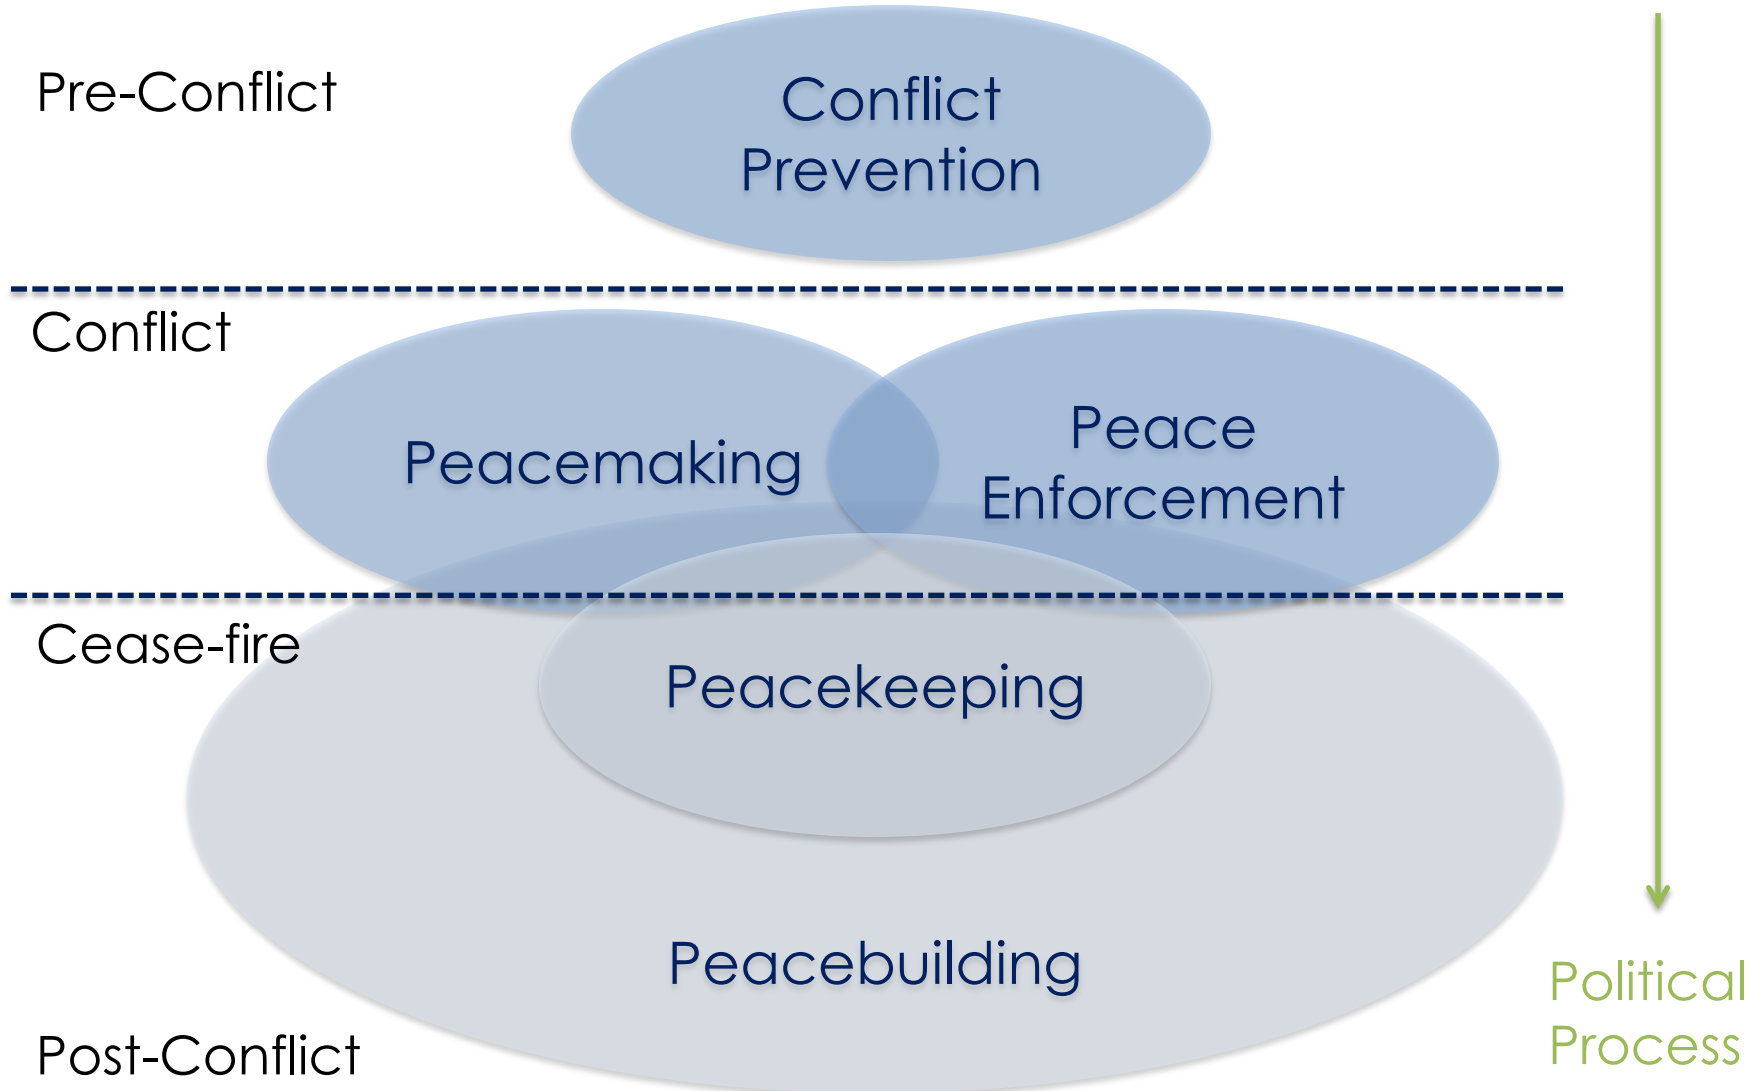 Pre-Conflict
Conflict
Prevention
Conflict
Peacemaking
Peace
Enforcement
Cease-fire
Peacekeeping
Peacebuilding
Post-Conflict
Political
Process